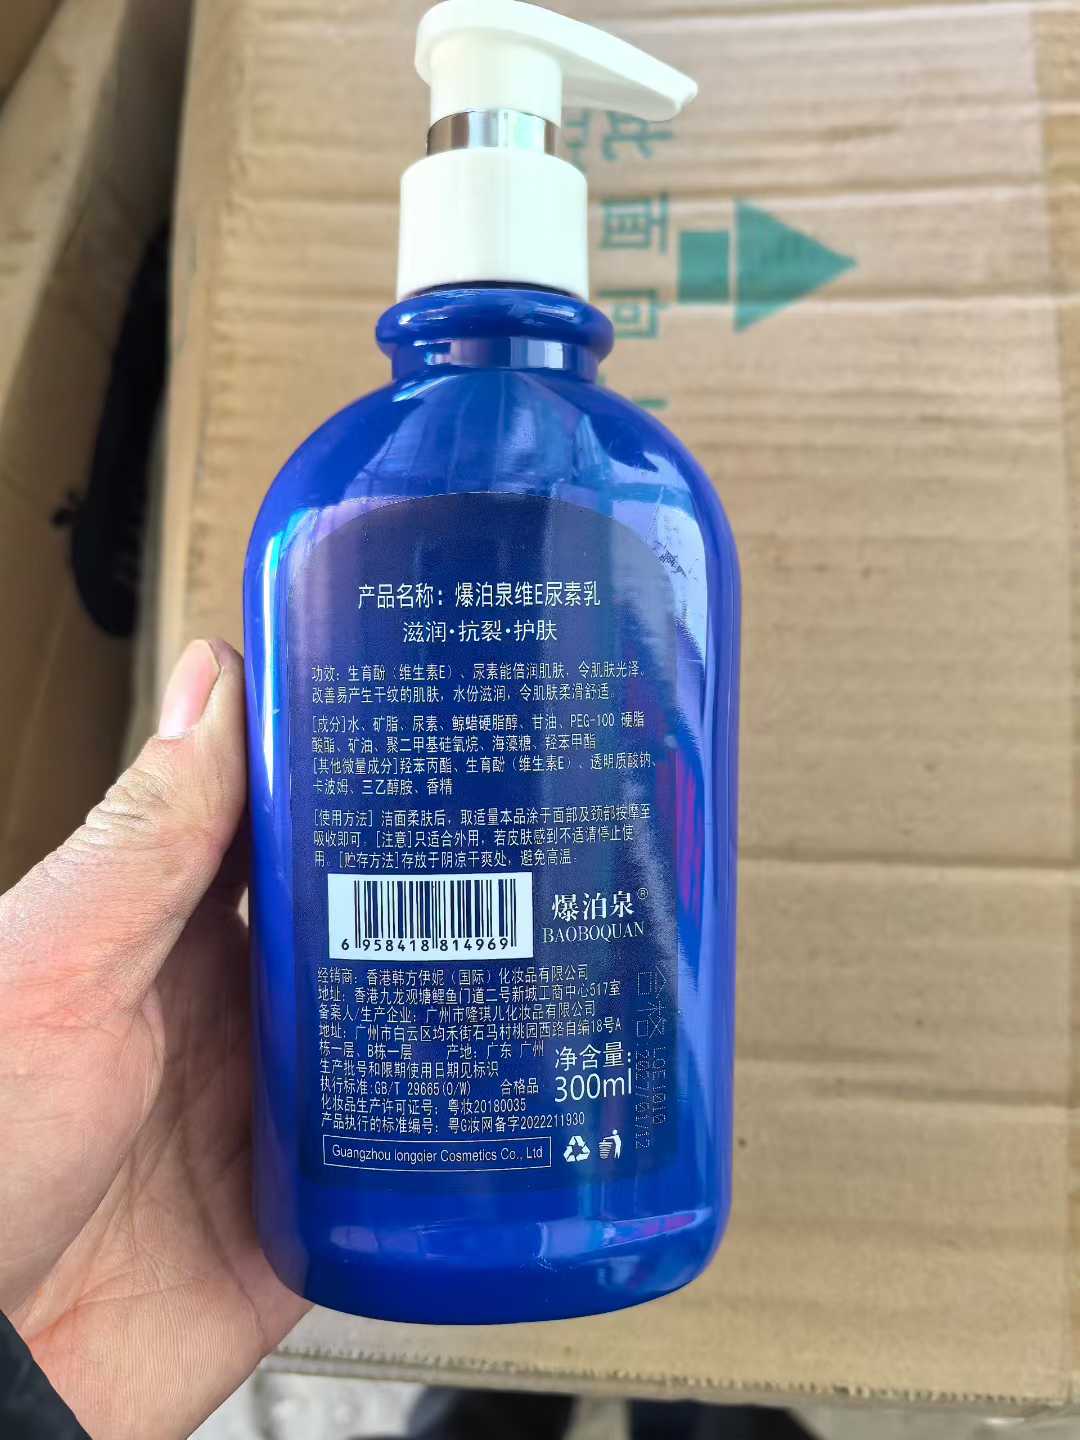 此面向
产品名称：爆泊泉维E尿素乳
滋润·抗裂·护肤
功效：生育酚（维生素E）、尿素能倍润肌肤，令肌肤光泽，
改善易产生干纹的肌肤，水份滋润，令肌肤柔滑舒适。
[成分]水、矿脂、尿素、鲸蜡硬脂醇、甘油、PEG-100 硬脂
酸酯、矿油、聚二甲基硅氧烷、海藻糖、羟苯甲酯
[其他微量成分]羟苯丙酯、生育酚（维生素E）、透明质酸钠、
卡波姆、三乙醇胺、香精
[使用方法] 洁面柔肤后，取适量本品涂于面部及颈部按摩至
吸收即可。[注意]只适合外用，若皮肤感到不适请停止使
用。[贮存方法]存放于阴凉干爽处，避免高温。
6 958418 814969
爆泊泉®
BAOBOQUAN
经销商：香港韩方伊妮（国际）化妆品有限公司
地址：香港九龙观塘鲤鱼门道二号新城工商中心517室
备案人/生产企业：广州市隆琪儿化妆品有限公司
地址：广州市白云区均禾街石马村桃园西路自编18号A
栋一层、B栋一层 产地：广东 广州
生产批号和限期使用日期见标识
执行标准:GB/T 29665(O/W) 合格品
化妆品生产许可证号：粤妆20180035
产品执行的标准编号：粤G妆网备字2022211930
净含量:
300ml
Guangzhou longqier Cosmetics Co., Ltd
合格
2027/01/12